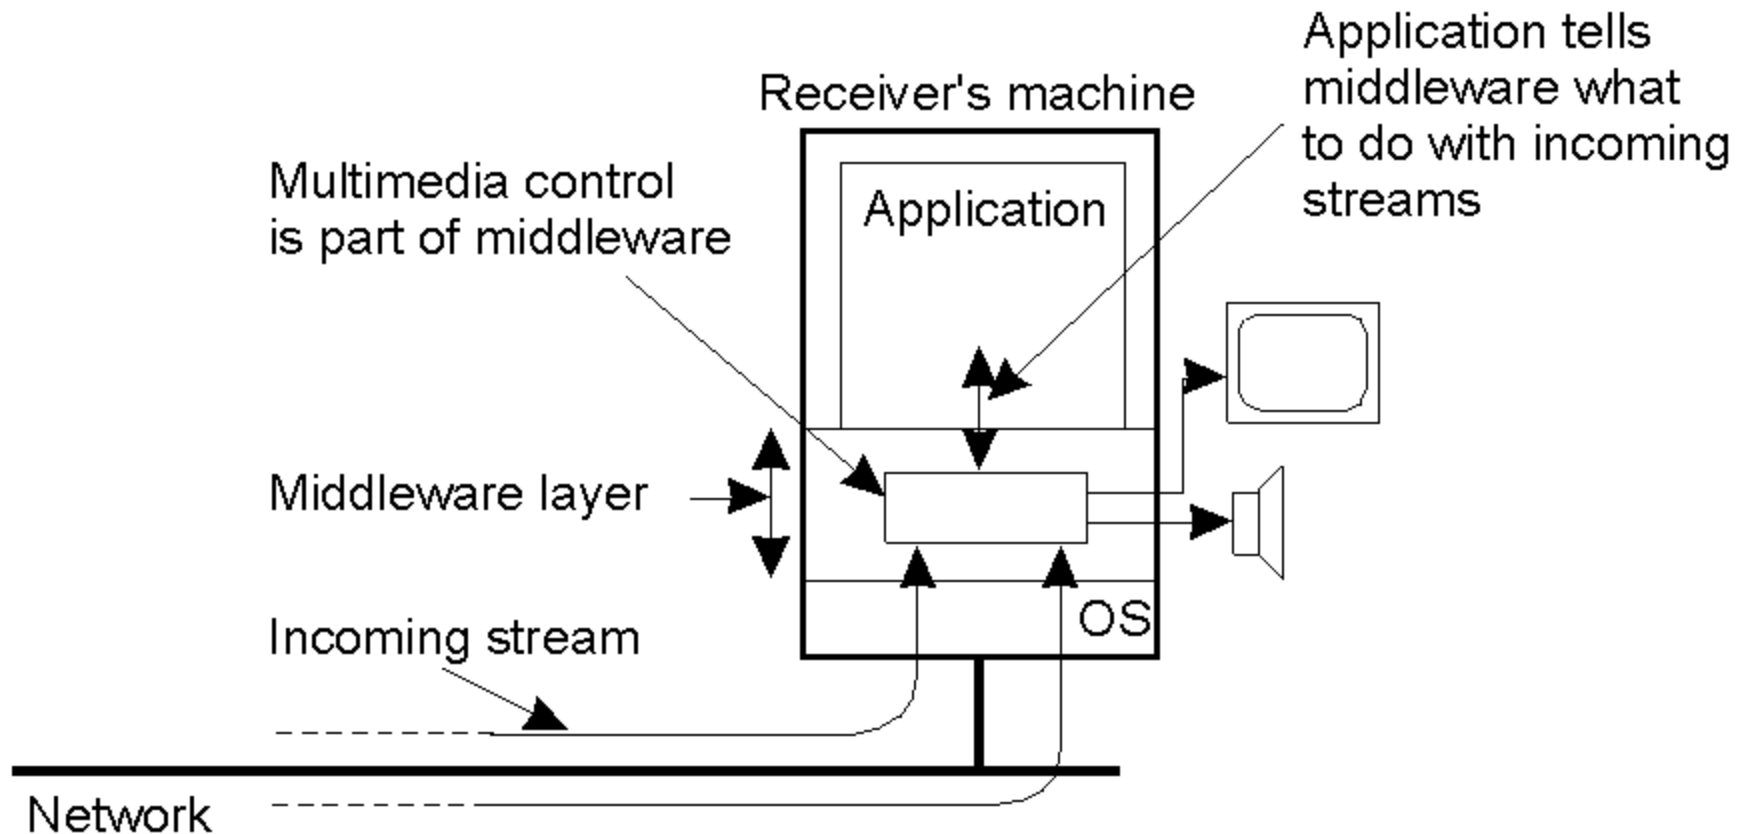 Application tells
middleware what
to do with incoming
streams
Receiver's machine
Multimedia control
is part of middleware
Application
Middleware layer
Incoming stream
OS
Network